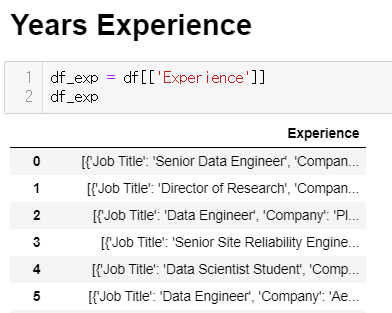 Years Experience
1 df_exp = df[['Experience']]
2 df_exp
Experience
0 [{'Job Title': 'Senior Data Engineer', 'Compan...
1 [{'Job Title': 'Director of Research', 'Compan...
2 [{'Job Title': 'Data Engineer', 'Company': 'Pl...
3 [{'Job Title': 'Senior Site Reliability Engine...
4 [{'Job Title': 'Data Scientist Student', 'Comp...
5 [{'Job Title': 'Data Engineer', 'Company': 'Ae...